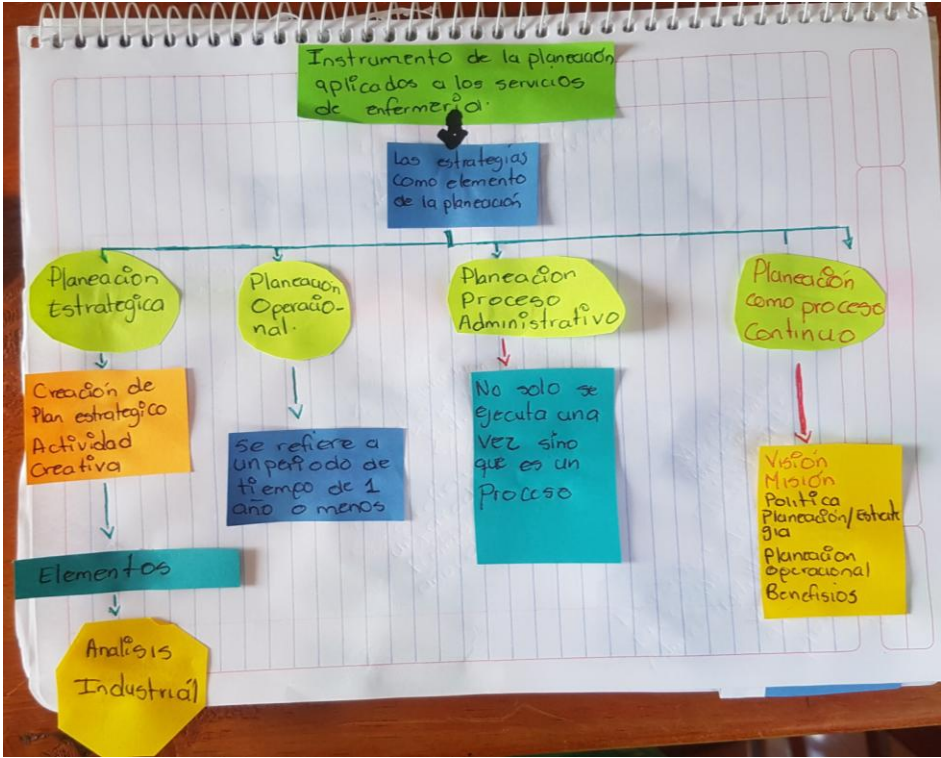 Instrumento de la planeación
aplicados a los servicios
de enfermería.
Las estrategías
como elemento
de la planeación
Planeación
Estrategica
Planeación
Operacio-
nal.
Planeación
Proceso
Administrativo
Planeación
como proceso
Continuo
Creación de
Plan estrategico
Actividad
Creativa
Se refiere a
un periodo de
tiempo de 1
año o menos
No solo se
ejecuta una
vez sino
que es un
Proceso
Visión
Misión
Política
Planeación/Estrate
gia
Planeación
operacional
Benefisios
Elementos
Analisis
Industriál